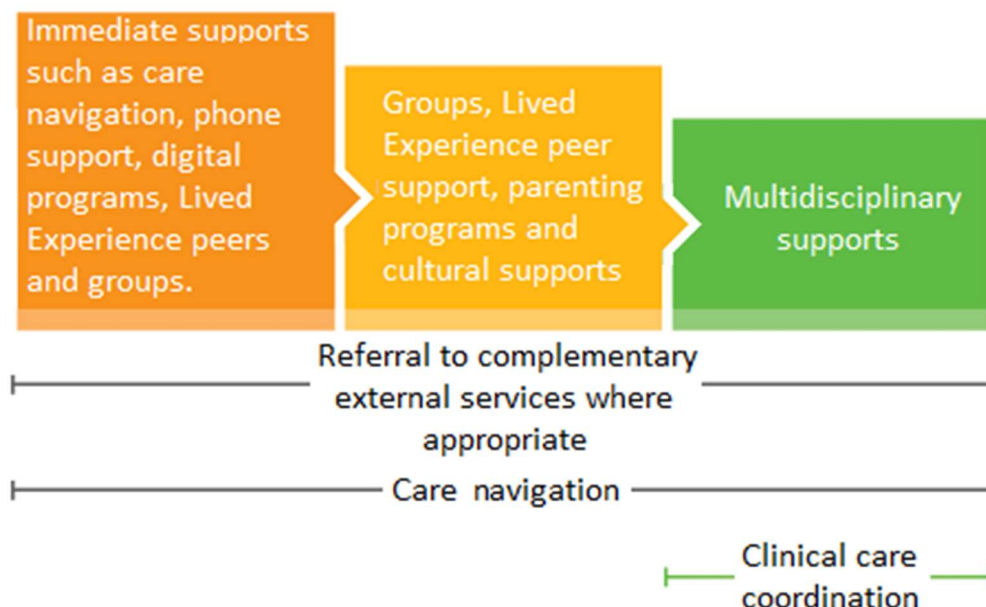 Immediate supports
such as care
navigation, phone
support, digital
programs, Lived
Experience peers
and groups.
Groups, Lived
Experience peer
support, parenting
programs and
cultural supports
Multidisciplinary
supports
Referral to complementary
external services where
appropriate
Care navigation
Clinical care
coordination